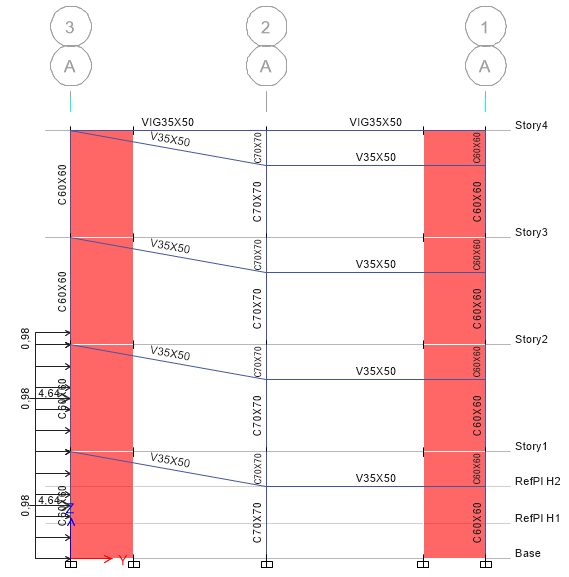 3 2 1
A A A
VIG35X50 VIG35X50
Story4
V35X50 C70X70 C60X60
V35X50
C60X60 C70X70 C60X60
Story3
V35X50 C70X70 C60X60
V35X50
C60X60 C70X70 C60X60
0,98
Story2
V35X50 C70X70 C60X60
V35X50
0,98 4.64 C60X60 C70X70 C60X60
Story1
V35X50 C70X70 C60X60
V35X50 RefPl H2
0,98 4.64 C60X60 C70X70 C60X60
Z
RefPl H1
Y
Base